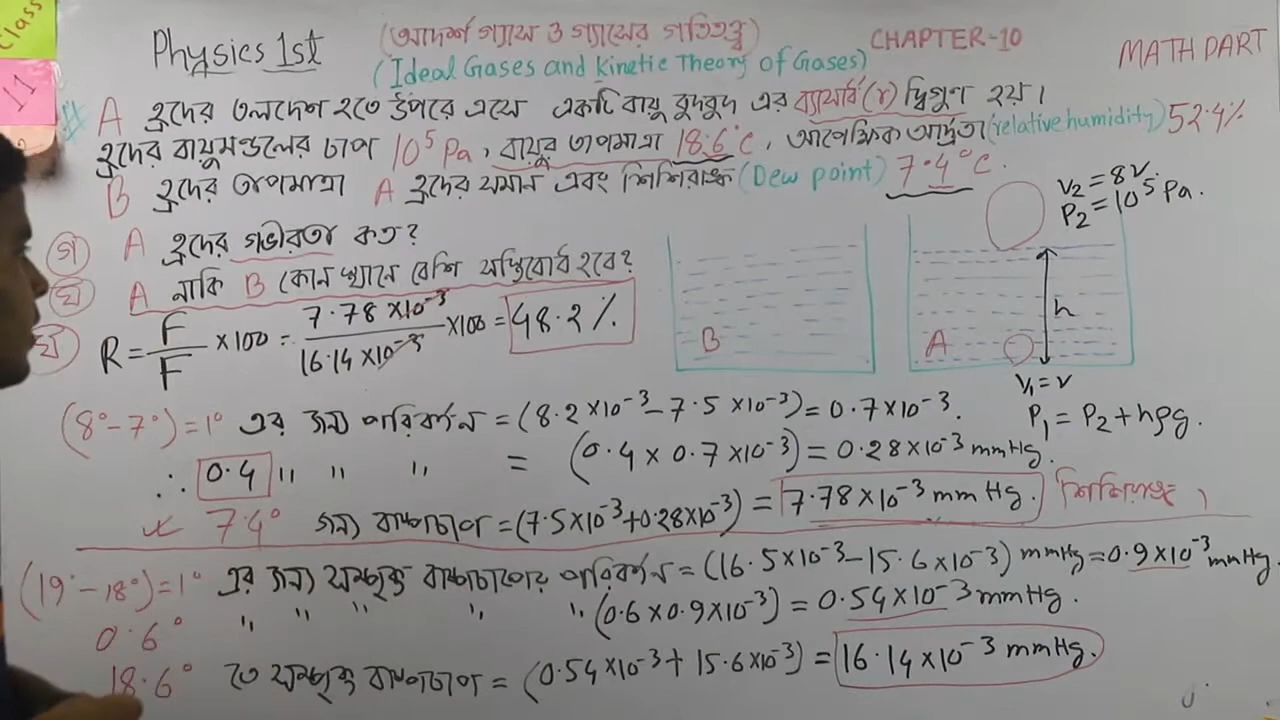 Class
11
Physics 1st
(আদর্শ গ্যাস ও গ্যাসের গতিতত্ত্ব)
CHAPTER-10
MATH PART
(Ideal Gases and Kinetic Theory of Gases)
A হ্রদের তলদেশ হতে উপরে এসে একটি বায়ু বুদবুদ এর ব্যাসার্ধ (r) দ্বিগুণ হয়।
হ্রদের বায়ুমন্ডলের চাপ 10⁵ Pa, বায়ুর তাপমাত্রা 18.6°C, আপেক্ষিক আর্দ্রতা (relative humidity) 52.4%
B হ্রদের তাপমাত্রা A হ্রদের সমান এবং শিশিরাঙ্ক (Dew point) 7.4°C.
গ A হ্রদের গভীরতা কত?
ঘ A নাকি B কোন স্থানে বেশি স্বস্তিবোধ হবে?
ঘ R = f/F × 100 = 7.78×10⁻³/16.14×10⁻³ ×100 = 48.2%
B
V₂ = 8V
P₂ = 10⁵ Pa.
h
A
V₁ = V
P₁ = P₂ + hρg.
(8°-7°) = 1° এর জন্য পরিবর্তন = (8.2×10⁻³ - 7.5×10⁻³) = 0.7×10⁻³.
∴ 0.4 " " " = (0.4 × 0.7×10⁻³) = 0.28×10⁻³ mmHg.
7.4° জন্য বাষ্পচাপ = (7.5×10⁻³+0.28×10⁻³) = 7.78×10⁻³ mmHg. শিশিরাঙ্ক,
(19°-18°) = 1° এর জন্য সম্পৃক্ত বাষ্পচাপের পরিবর্তন = (16.5×10⁻³ - 15.6×10⁻³) mmHg = 0.9×10⁻³ mmHg.
0.6° " " " " " (0.6×0.9×10⁻³) = 0.54×10⁻³ mmHg.
18.6° তে সম্পৃক্ত বাষ্পচাপ = (0.54×10⁻³ + 15.6×10⁻³) = 16.14×10⁻³ mmHg.